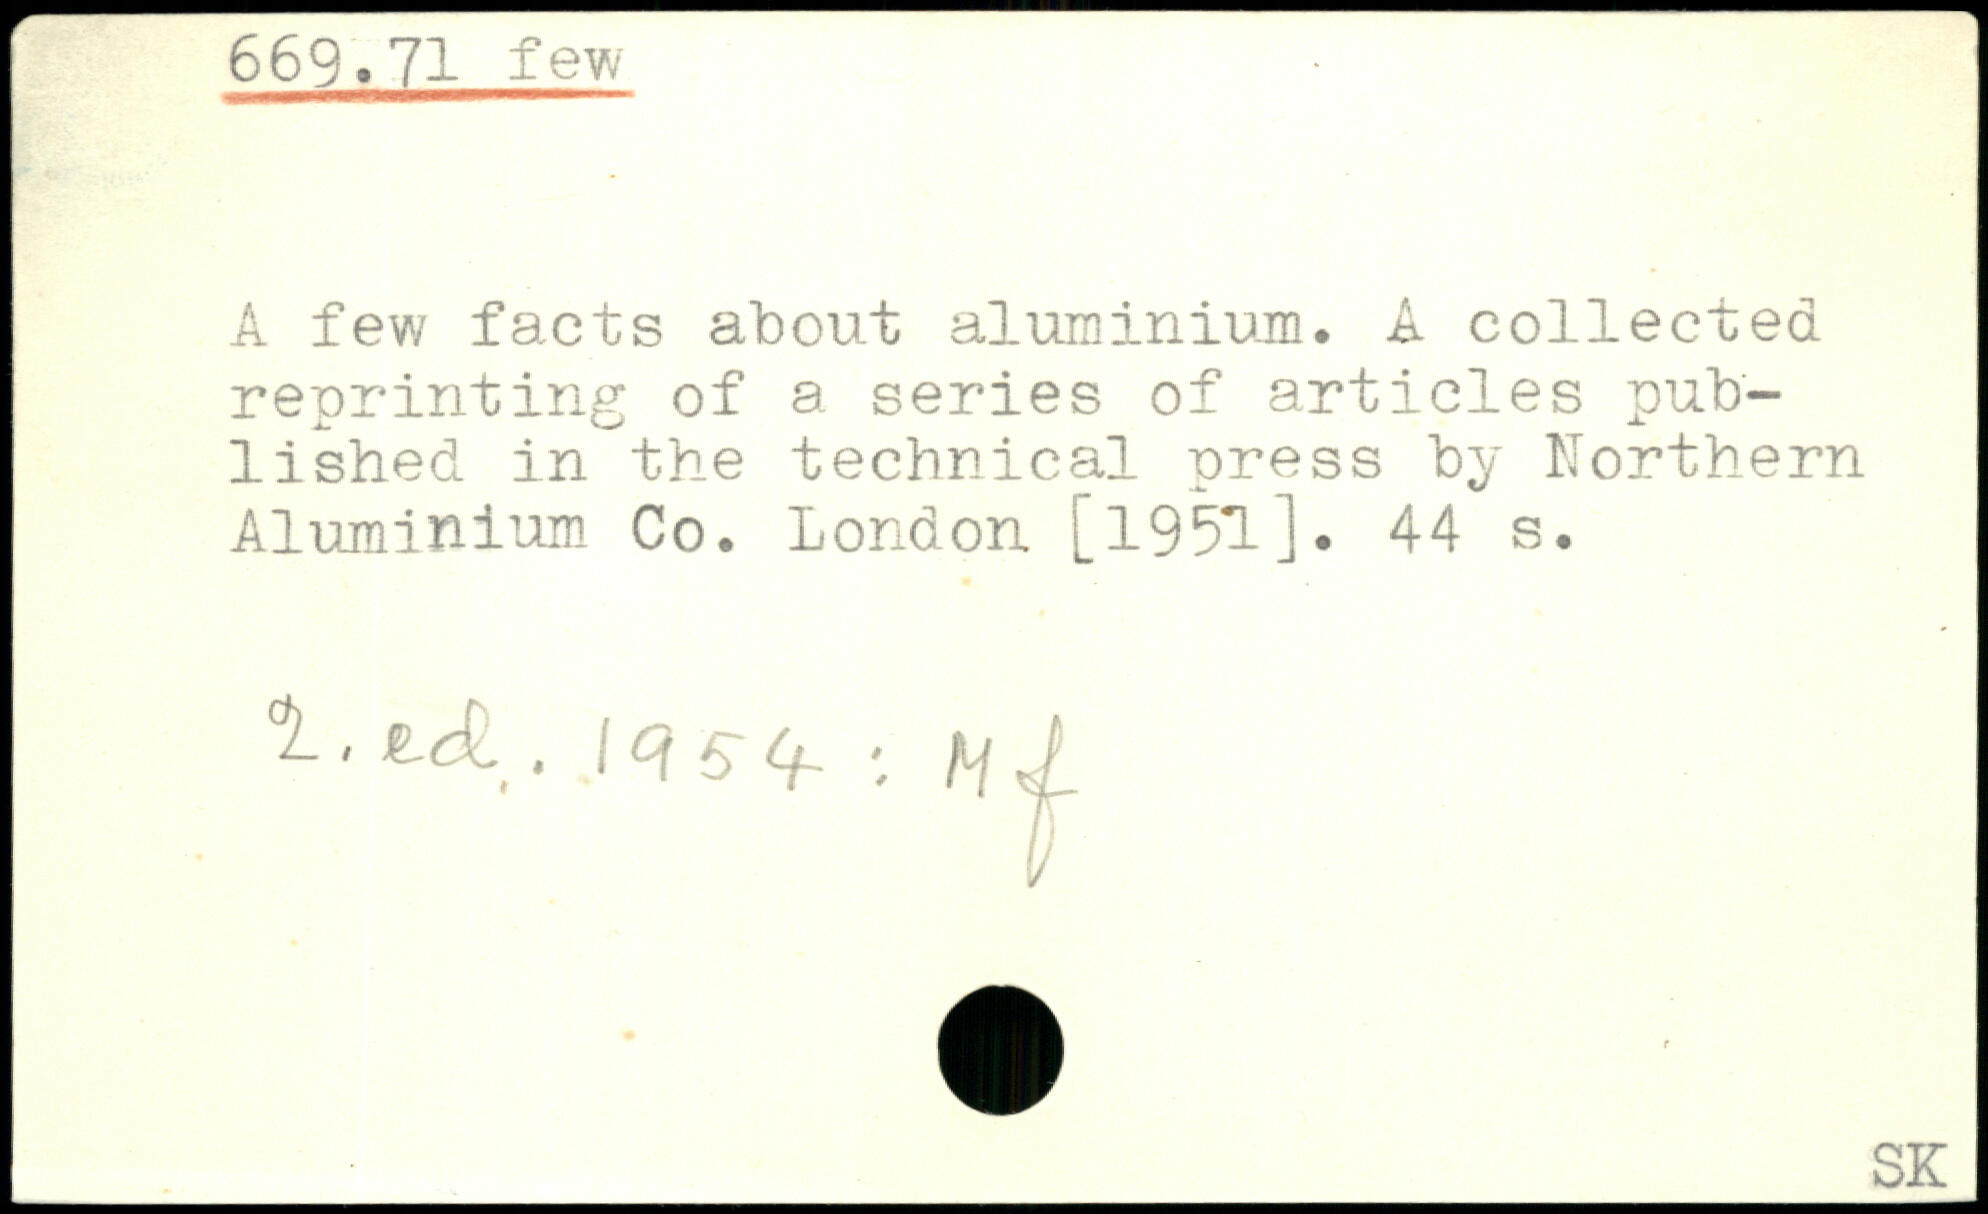 669.71 few
A few facts about aluminium. A collected
reprinting of a series of articles pub-
lished in the technical press by Northern
Aluminium Co. London [1951]. 44 s.
2. ed. 1954: Mf
SK